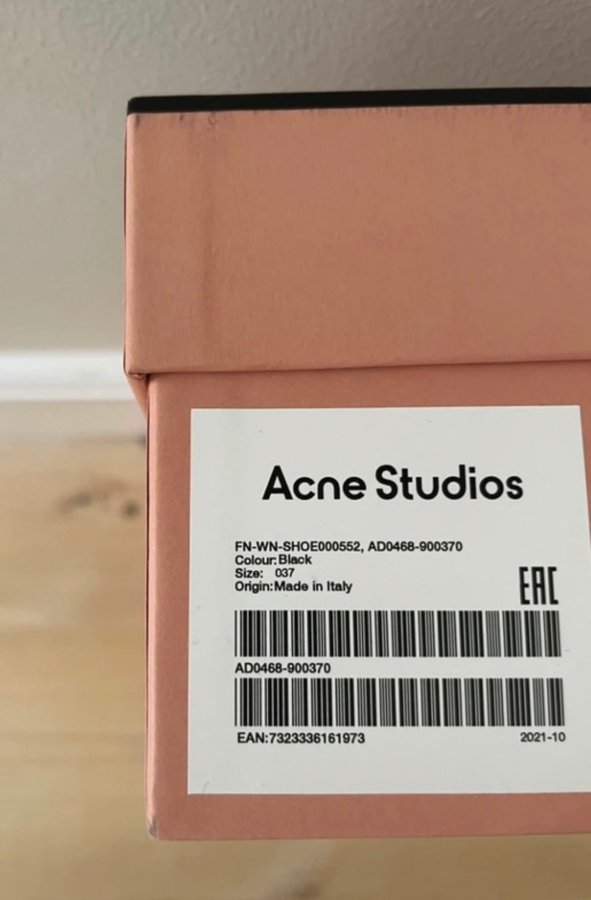 Acne Studios
FN-WN-SHOE000552, AD0468-900370
Colour: Black
Size: 037
Origin: Made in Italy
EAC
AD0468-900370
EAN:7323336161973 2021-10